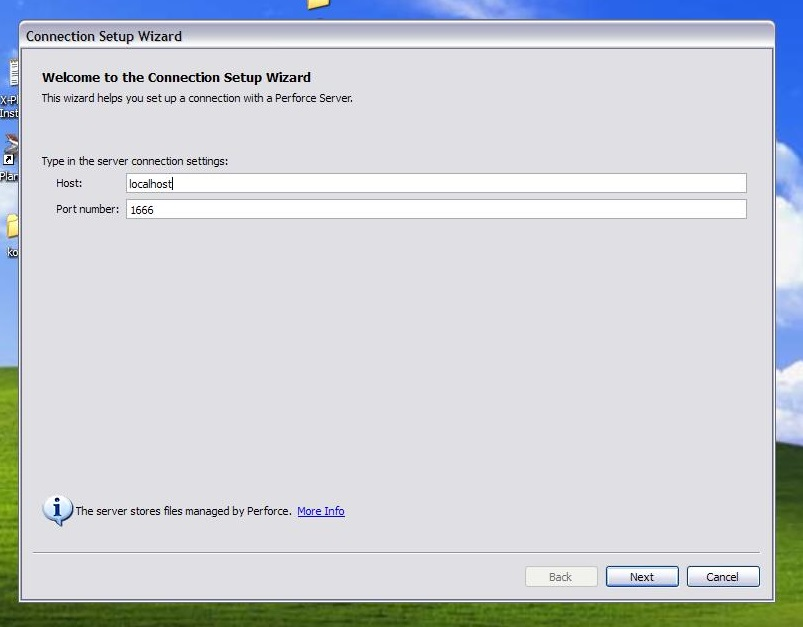 Connection Setup Wizard
Welcome to the Connection Setup Wizard
This wizard helps you set up a connection with a Perforce Server.
Type in the server connection settings:
Host: localhost
Port number: 1666
X-Pl
Inst
Plan
ko
The server stores files managed by Perforce. More Info
Back Next Cancel